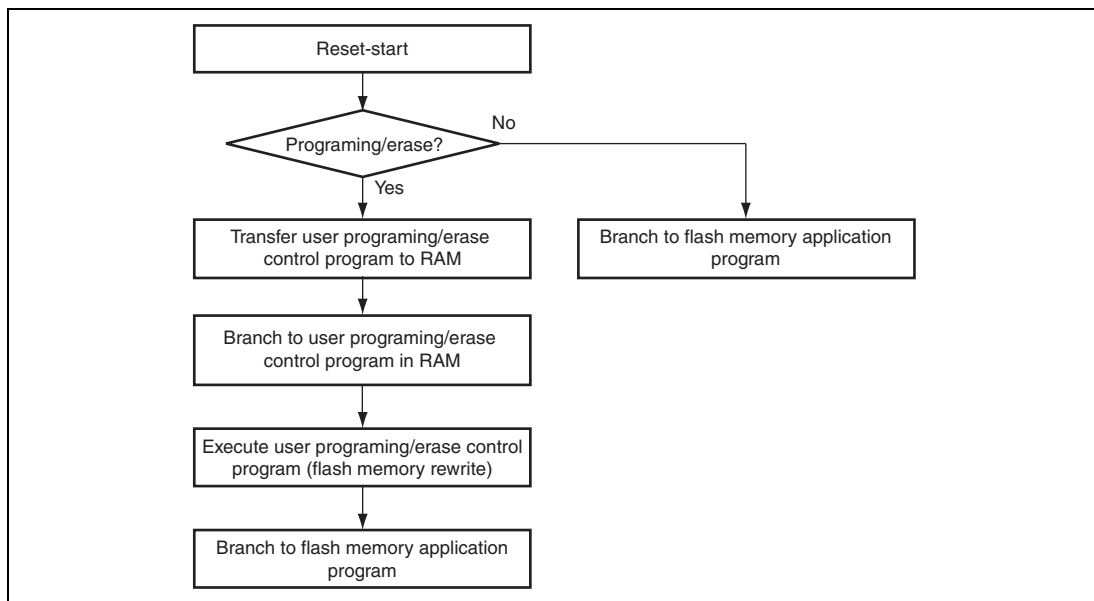 Reset-start
No
Programing/erase?
Yes
Transfer user programing/erase
control program to RAM
Branch to flash memory application
program
Branch to user programing/erase
control program in RAM
Execute user programing/erase control
program (flash memory rewrite)
Branch to flash memory application
program